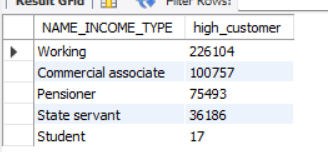 Result Grid Filter Rows:
NAME_INCOME_TYPE high_customer
Working 226104
Commercial associate 100757
Pensioner 75493
State servant 36186
Student 17